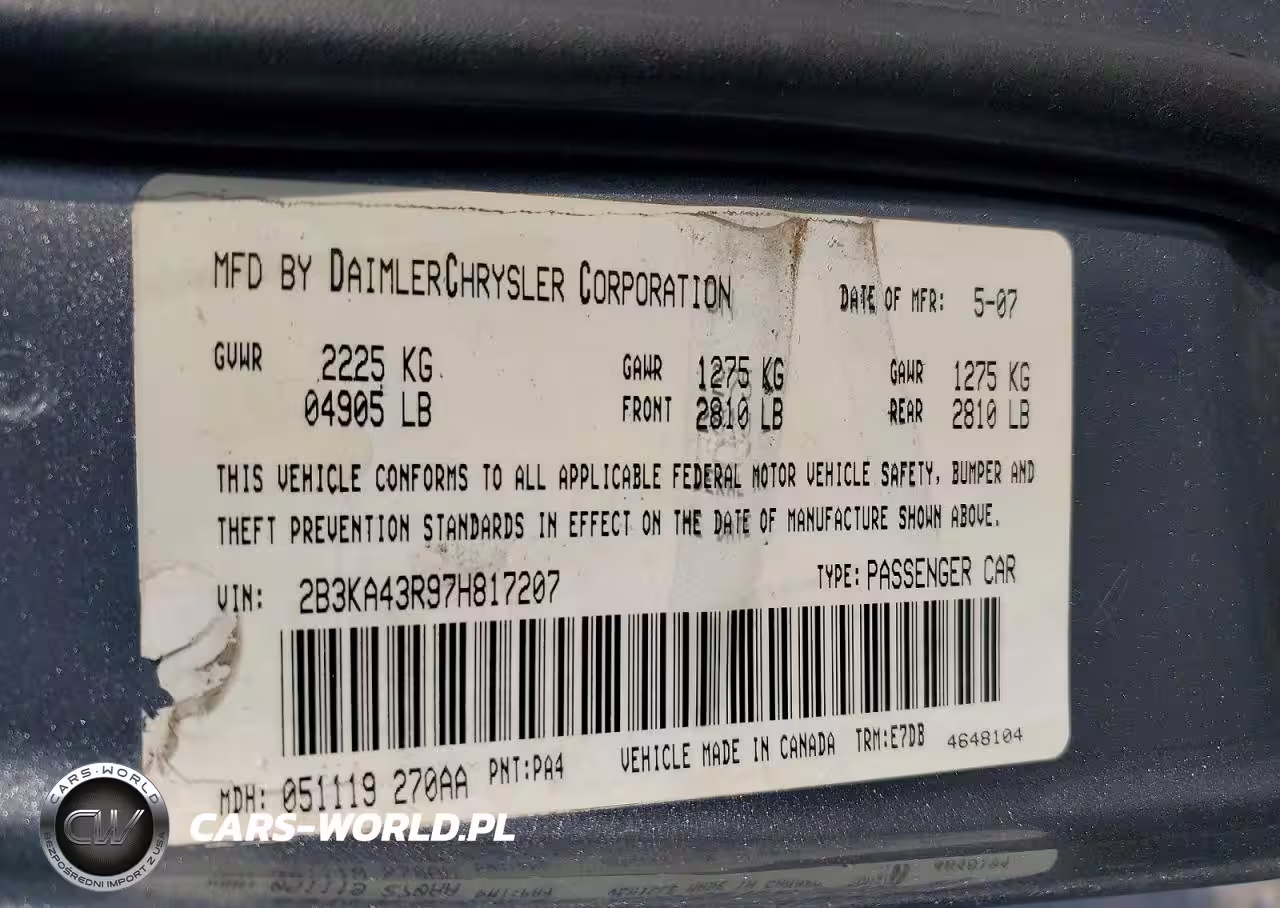 MFD BY DAIMLERCHRYSLER CORPORATION DATE OF MFR: 5-07
GVWR 2225 KG GAWR 1275 KG GAWR 1275 KG
04905 LB FRONT 2810 LB REAR 2810 LB
THIS VEHICLE CONFORMS TO ALL APPLICABLE FEDERAL MOTOR VEHICLE SAFETY, BUMPER AND
THEFT PREVENTION STANDARDS IN EFFECT ON THE DATE OF MANUFACTURE SHOWN ABOVE.
VIN: 2B3KA43R97H817207 TYPE: PASSENGER CAR
MDH: 051119 270AA PNT:PA4 VEHICLE MADE IN CANADA TRM:E7DB 4648104
CARS-WORLD
CW
BEZPOŚREDNI IMPORT Z USA
CARS-WORLD.PL